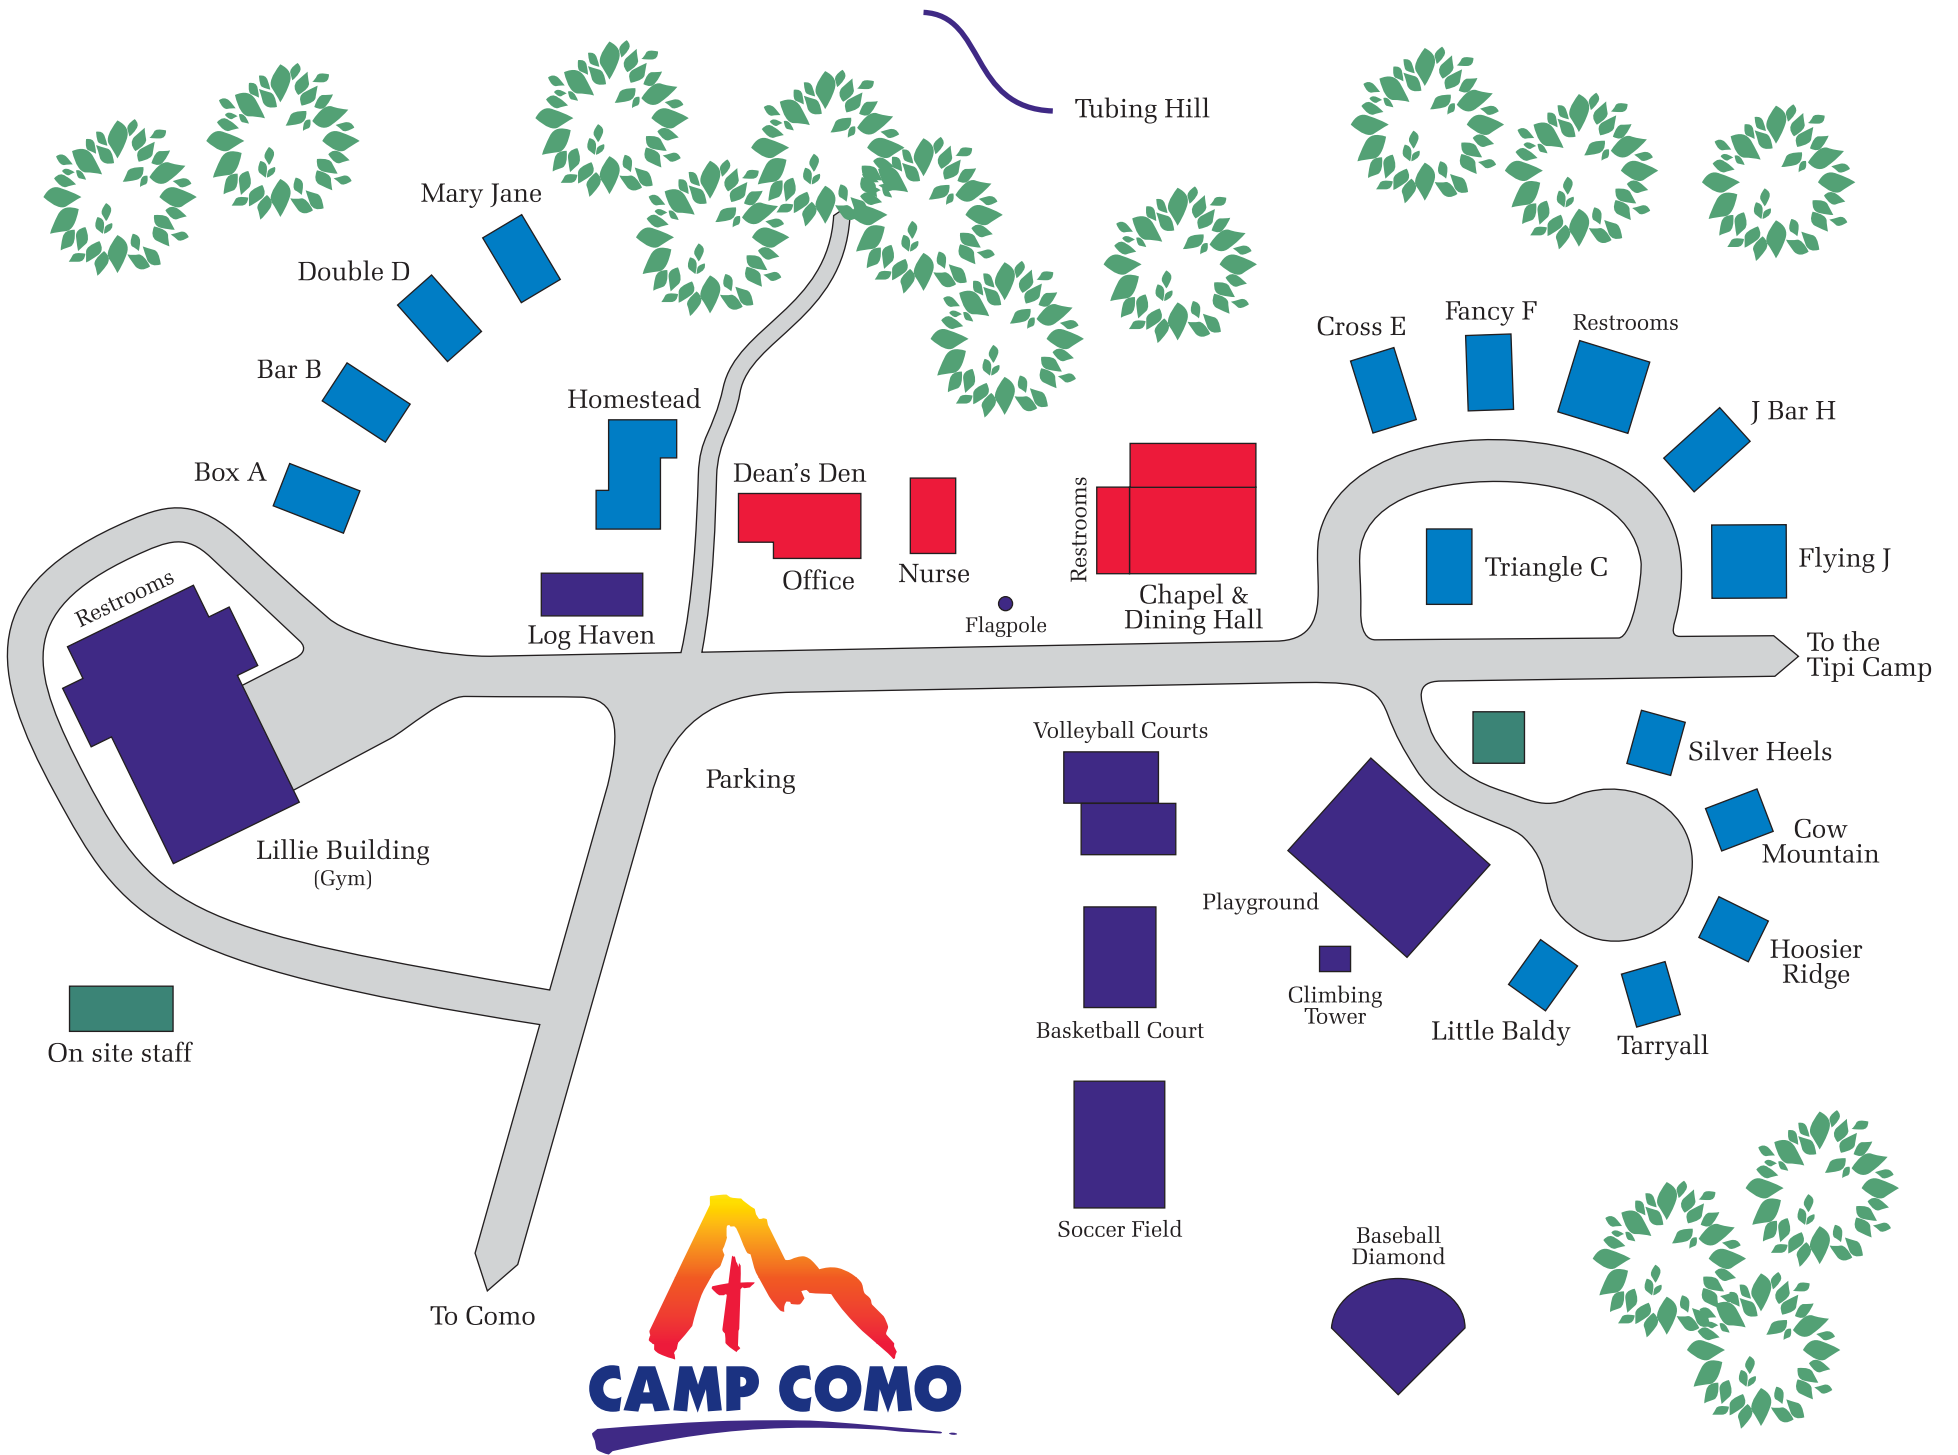 Tubing Hill
Mary Jane
Double D
Bar B
Box A
Homestead
Dean's Den
Office
Nurse
Log Haven
Flagpole
Restrooms
Chapel &
Dining Hall
Cross E
Fancy F
Restrooms
J Bar H
Triangle C
Flying J
To the
Tipi Camp
Restrooms
Lillie Building
(Gym)
Parking
Volleyball Courts
Silver Heels
Cow
Mountain
Playground
Hoosier
Ridge
Climbing
Tower
Little Baldy
Tarryall
Basketball Court
On site staff
Soccer Field
Baseball
Diamond
To Como
CAMP COMO